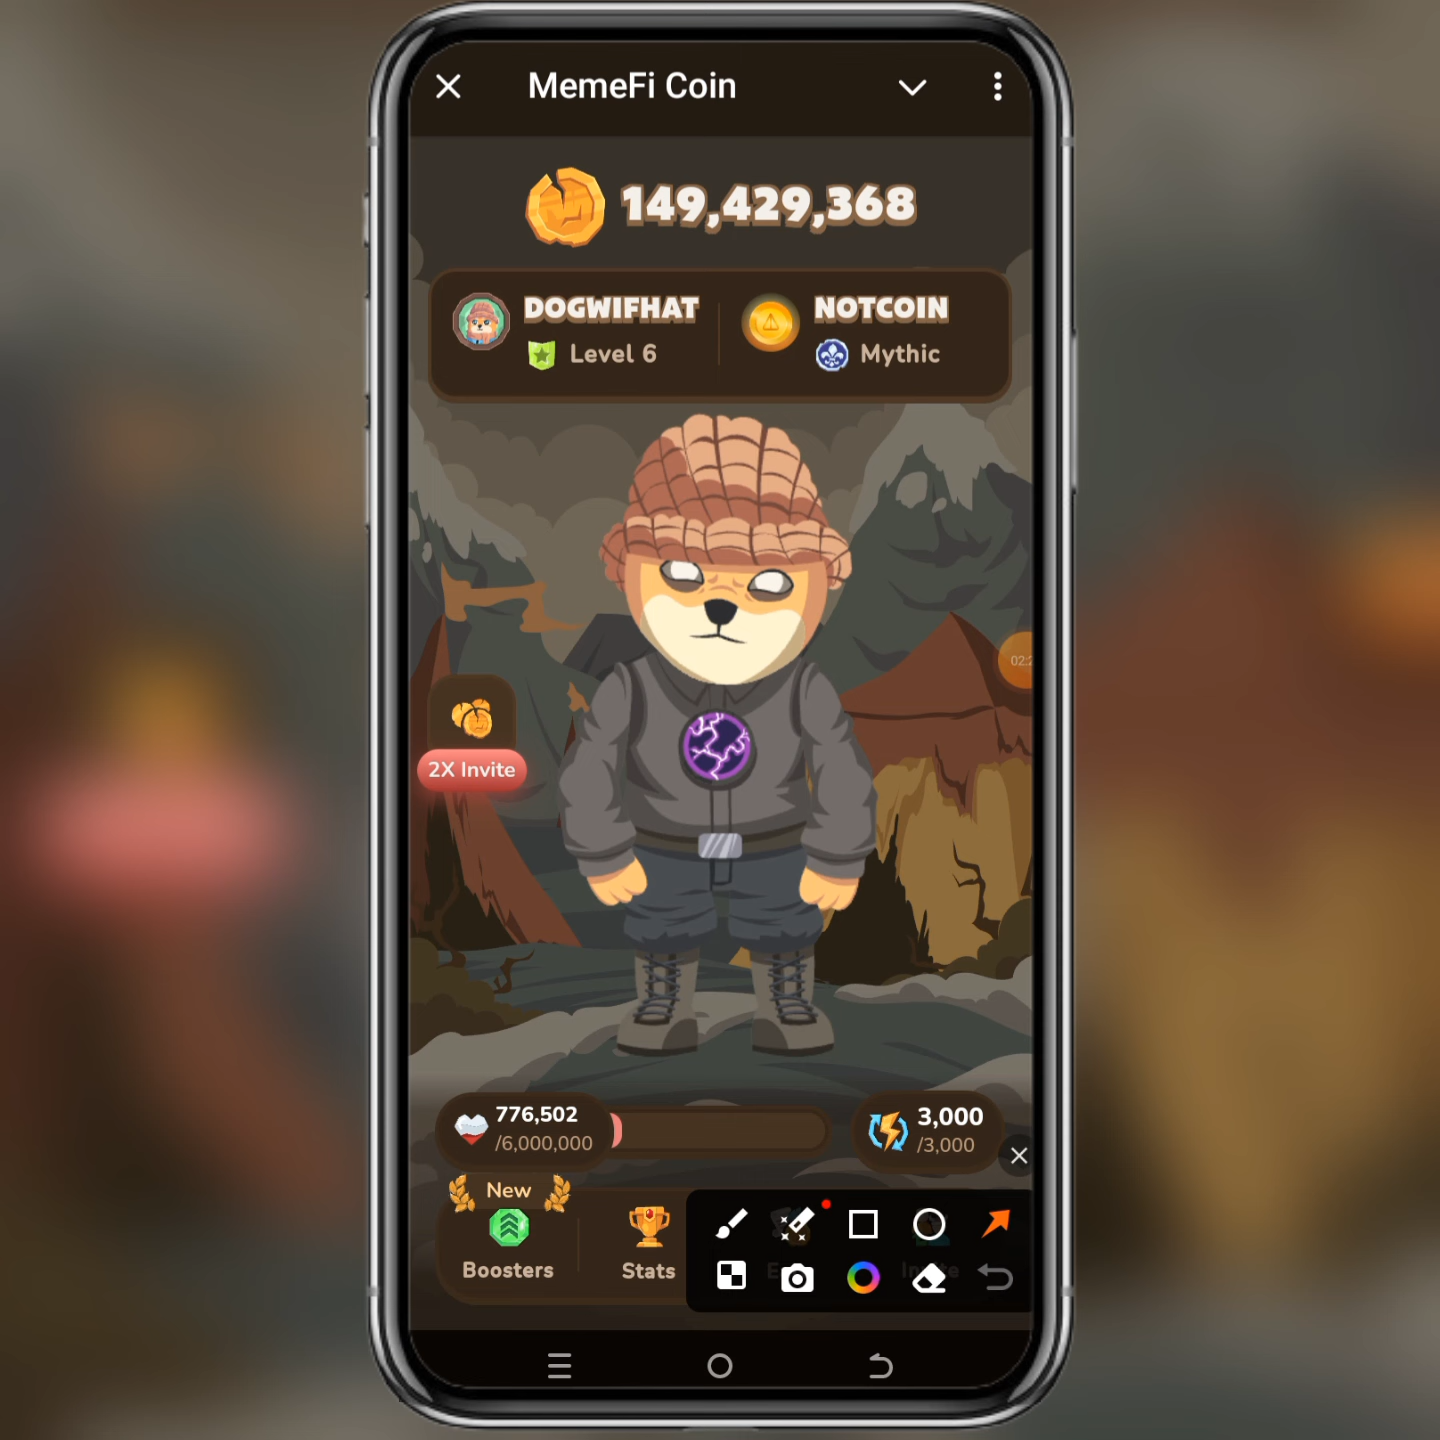 MemeFi Coin
149,429,368
DOGWIFHAT
Level 6
NOTCOIN
Mythic
2X Invite
776,502
/6,000,000
3,000
/3,000
New
Boosters
Stats